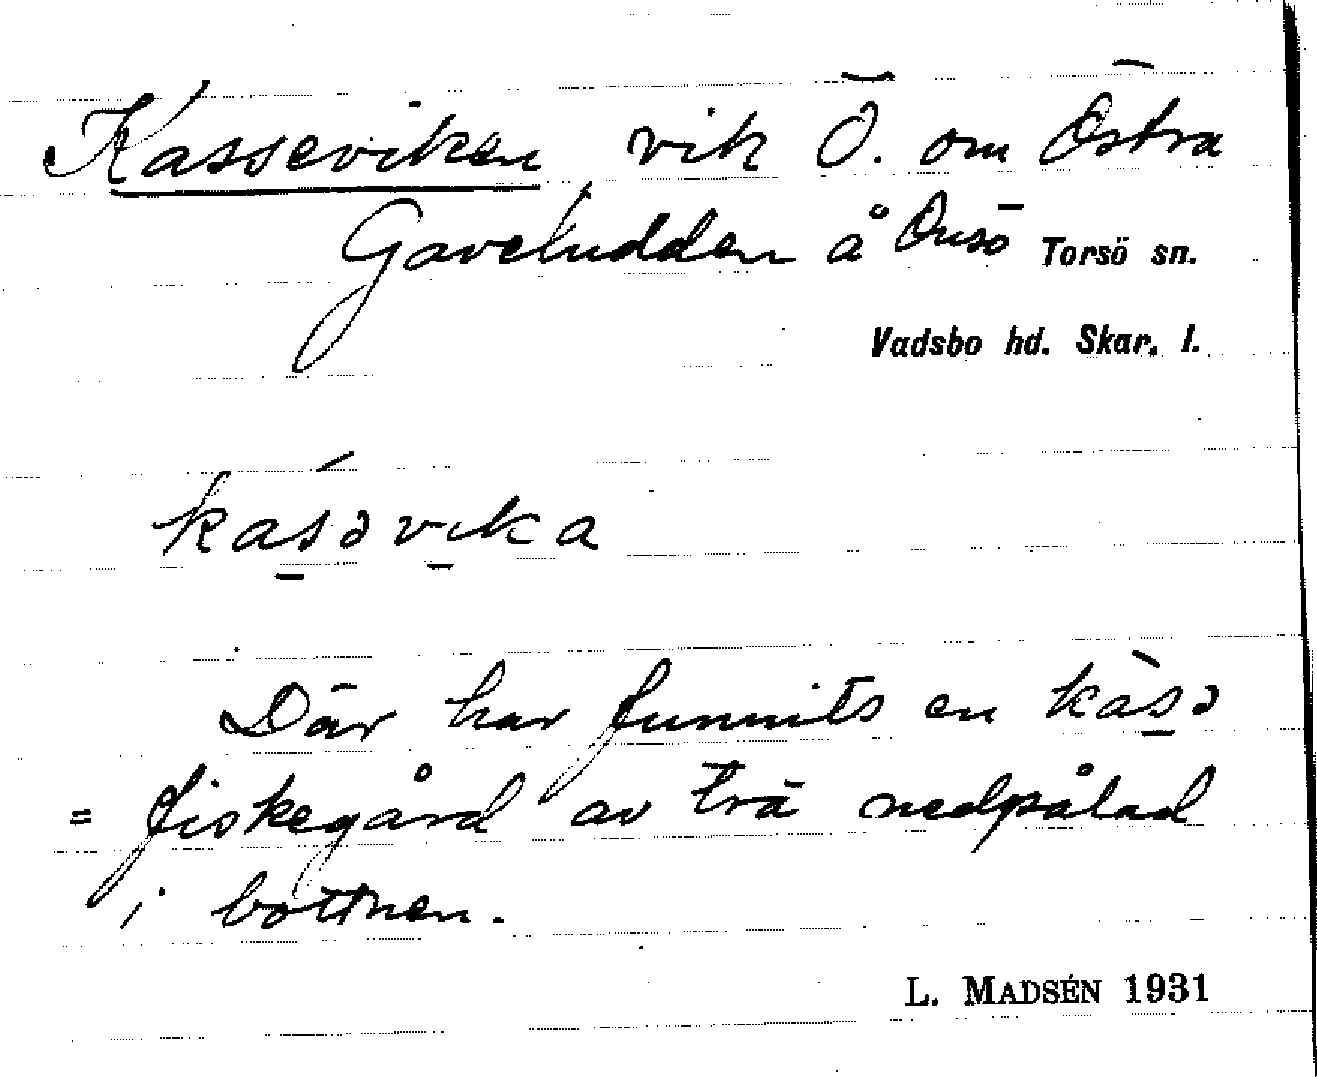 Kasseviken vik Ö. om Östra
Gaveludden å Onsö Torsö sn.
Vadsbo hd. Skar. l.
kásəvika
Där har funnits en kàsə
= fiskegård av trä nedpålad
i bottnen.
L. MADSÉN 1931